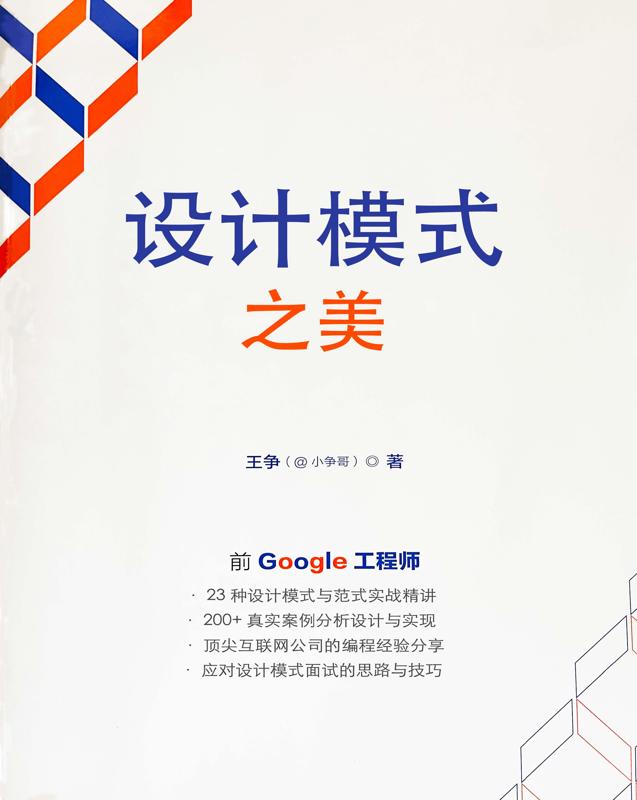 设计模式
之美
王争（@小争哥）◎ 著
前 Google 工程师
· 23 种设计模式与范式实战精讲
· 200+ 真实案例分析设计与实现
· 顶尖互联网公司的编程经验分享
· 应对设计模式面试的思路与技巧